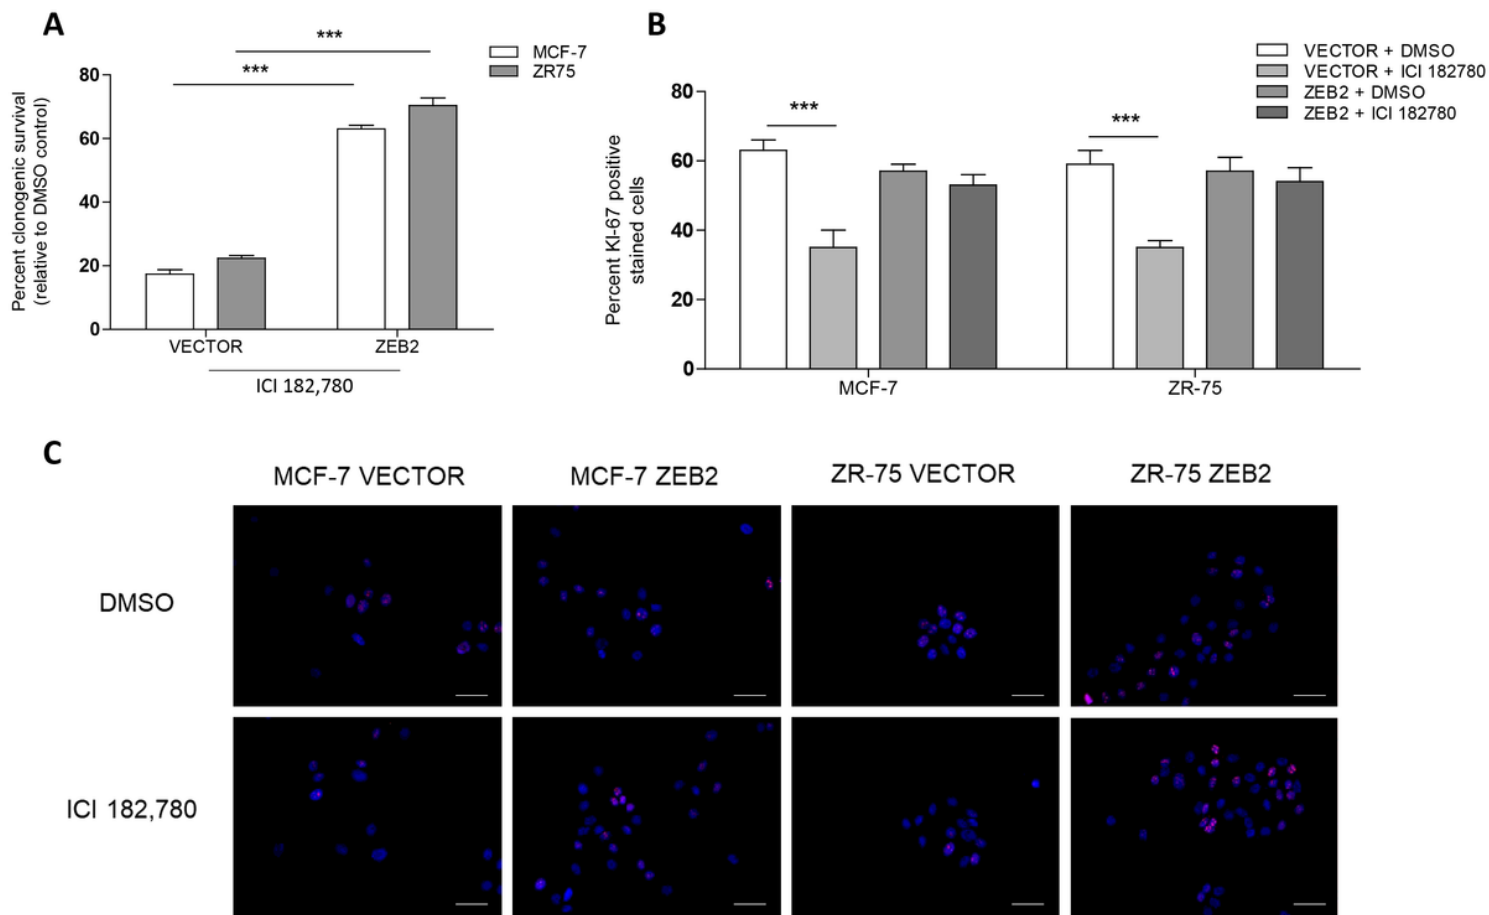 A
***
***
MCF-7
ZR75
80
60
40
20
0
Percent clonogenic survival
(relative to DMSO control)
VECTOR
ZEB2
ICI 182,780
B
VECTOR + DMSO
VECTOR + ICI 182780
ZEB2 + DMSO
ZEB2 + ICI 182780
***
***
80
60
40
20
0
Percent KI-67 positive
stained cells
MCF-7
ZR-75
C
MCF-7 VECTOR
MCF-7 ZEB2
ZR-75 VECTOR
ZR-75 ZEB2
DMSO
ICI 182,780